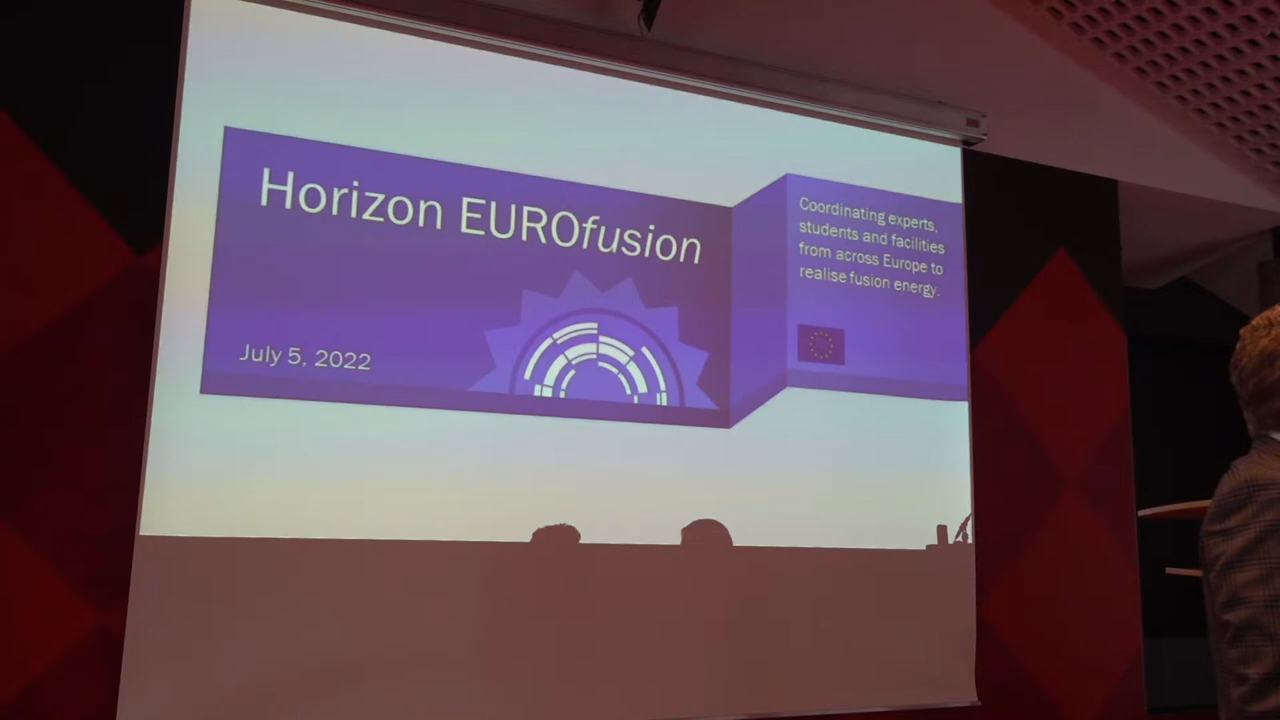 Horizon EUROfusion
July 5, 2022
Coordinating experts,
students and facilities
from across Europe to
realise fusion energy.